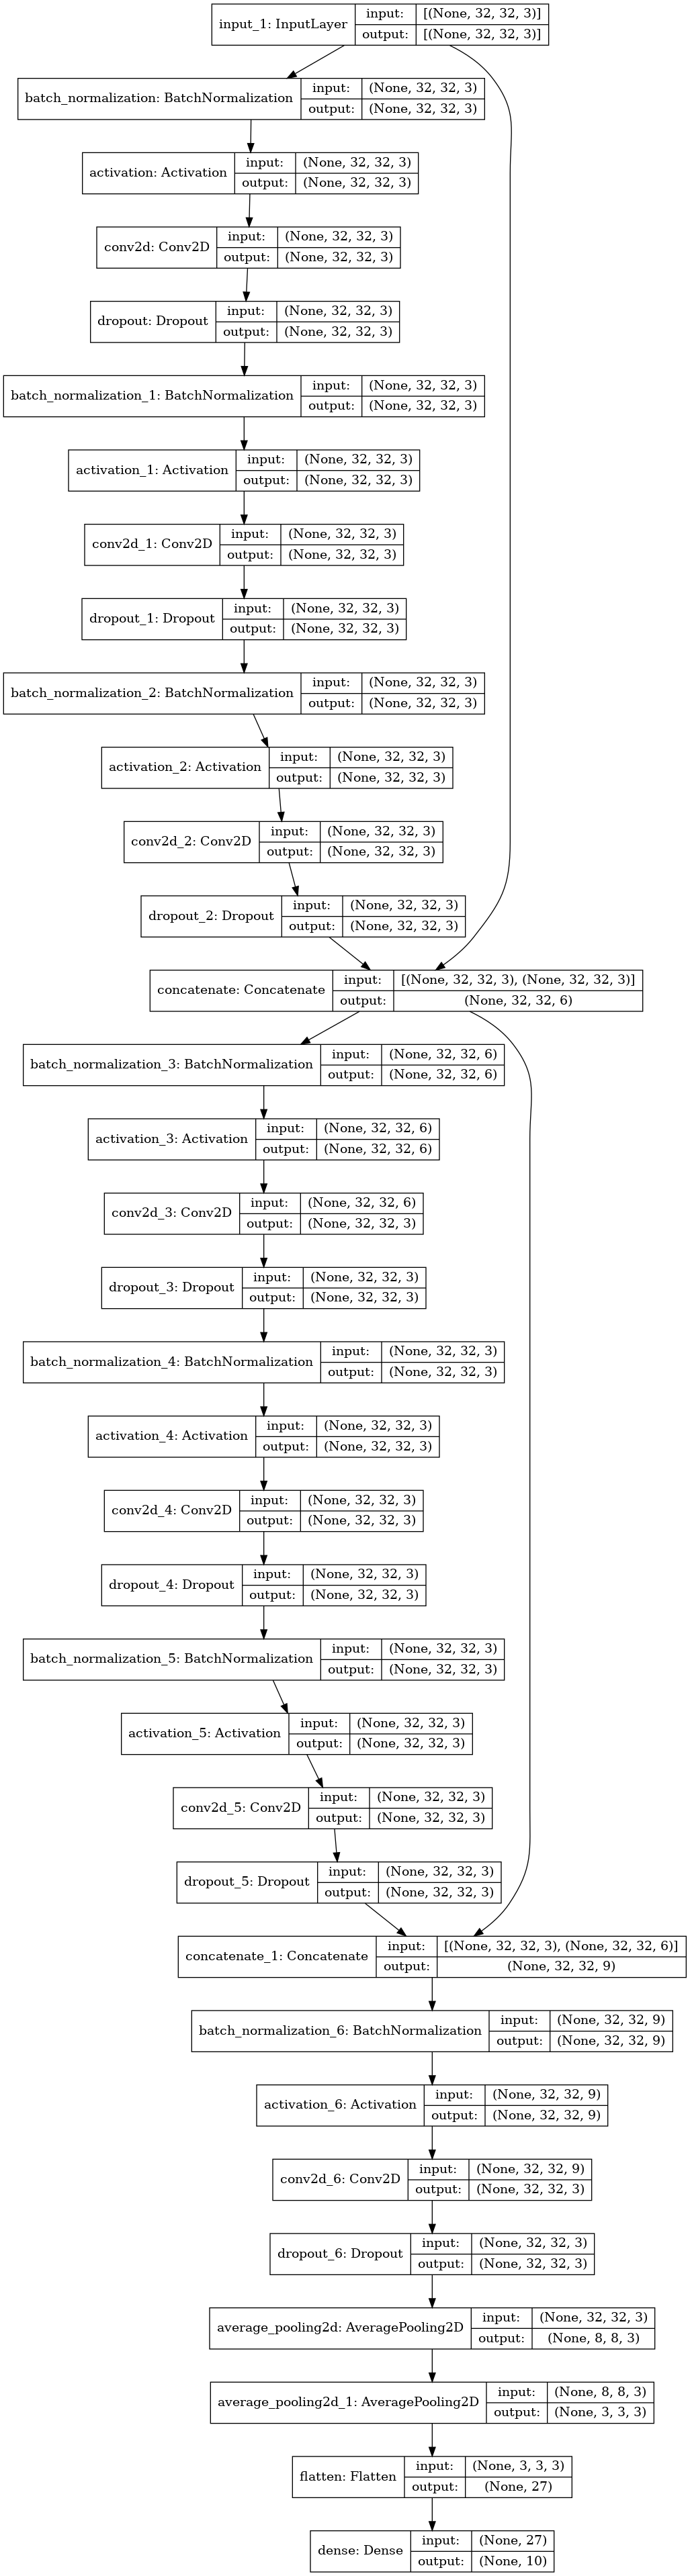 input_1: InputLayer
input:
[(None, 32, 32, 3)]
output:
[(None, 32, 32, 3)]
batch_normalization: BatchNormalization
input:
(None, 32, 32, 3)
output:
(None, 32, 32, 3)
activation: Activation
input:
(None, 32, 32, 3)
output:
(None, 32, 32, 3)
conv2d: Conv2D
input:
(None, 32, 32, 3)
output:
(None, 32, 32, 3)
dropout: Dropout
input:
(None, 32, 32, 3)
output:
(None, 32, 32, 3)
batch_normalization_1: BatchNormalization
input:
(None, 32, 32, 3)
output:
(None, 32, 32, 3)
activation_1: Activation
input:
(None, 32, 32, 3)
output:
(None, 32, 32, 3)
conv2d_1: Conv2D
input:
(None, 32, 32, 3)
output:
(None, 32, 32, 3)
dropout_1: Dropout
input:
(None, 32, 32, 3)
output:
(None, 32, 32, 3)
batch_normalization_2: BatchNormalization
input:
(None, 32, 32, 3)
output:
(None, 32, 32, 3)
activation_2: Activation
input:
(None, 32, 32, 3)
output:
(None, 32, 32, 3)
conv2d_2: Conv2D
input:
(None, 32, 32, 3)
output:
(None, 32, 32, 3)
dropout_2: Dropout
input:
(None, 32, 32, 3)
output:
(None, 32, 32, 3)
concatenate: Concatenate
input:
[(None, 32, 32, 3), (None, 32, 32, 3)]
output:
(None, 32, 32, 6)
batch_normalization_3: BatchNormalization
input:
(None, 32, 32, 6)
output:
(None, 32, 32, 6)
activation_3: Activation
input:
(None, 32, 32, 6)
output:
(None, 32, 32, 6)
conv2d_3: Conv2D
input:
(None, 32, 32, 6)
output:
(None, 32, 32, 3)
dropout_3: Dropout
input:
(None, 32, 32, 3)
output:
(None, 32, 32, 3)
batch_normalization_4: BatchNormalization
input:
(None, 32, 32, 3)
output:
(None, 32, 32, 3)
activation_4: Activation
input:
(None, 32, 32, 3)
output:
(None, 32, 32, 3)
conv2d_4: Conv2D
input:
(None, 32, 32, 3)
output:
(None, 32, 32, 3)
dropout_4: Dropout
input:
(None, 32, 32, 3)
output:
(None, 32, 32, 3)
batch_normalization_5: BatchNormalization
input:
(None, 32, 32, 3)
output:
(None, 32, 32, 3)
activation_5: Activation
input:
(None, 32, 32, 3)
output:
(None, 32, 32, 3)
conv2d_5: Conv2D
input:
(None, 32, 32, 3)
output:
(None, 32, 32, 3)
dropout_5: Dropout
input:
(None, 32, 32, 3)
output:
(None, 32, 32, 3)
concatenate_1: Concatenate
input:
[(None, 32, 32, 3), (None, 32, 32, 6)]
output:
(None, 32, 32, 9)
batch_normalization_6: BatchNormalization
input:
(None, 32, 32, 9)
output:
(None, 32, 32, 9)
activation_6: Activation
input:
(None, 32, 32, 9)
output:
(None, 32, 32, 9)
conv2d_6: Conv2D
input:
(None, 32, 32, 9)
output:
(None, 32, 32, 3)
dropout_6: Dropout
input:
(None, 32, 32, 3)
output:
(None, 32, 32, 3)
average_pooling2d: AveragePooling2D
input:
(None, 32, 32, 3)
output:
(None, 8, 8, 3)
average_pooling2d_1: AveragePooling2D
input:
(None, 8, 8, 3)
output:
(None, 3, 3, 3)
flatten: Flatten
input:
(None, 3, 3, 3)
output:
(None, 27)
dense: Dense
input:
(None, 27)
output:
(None, 10)